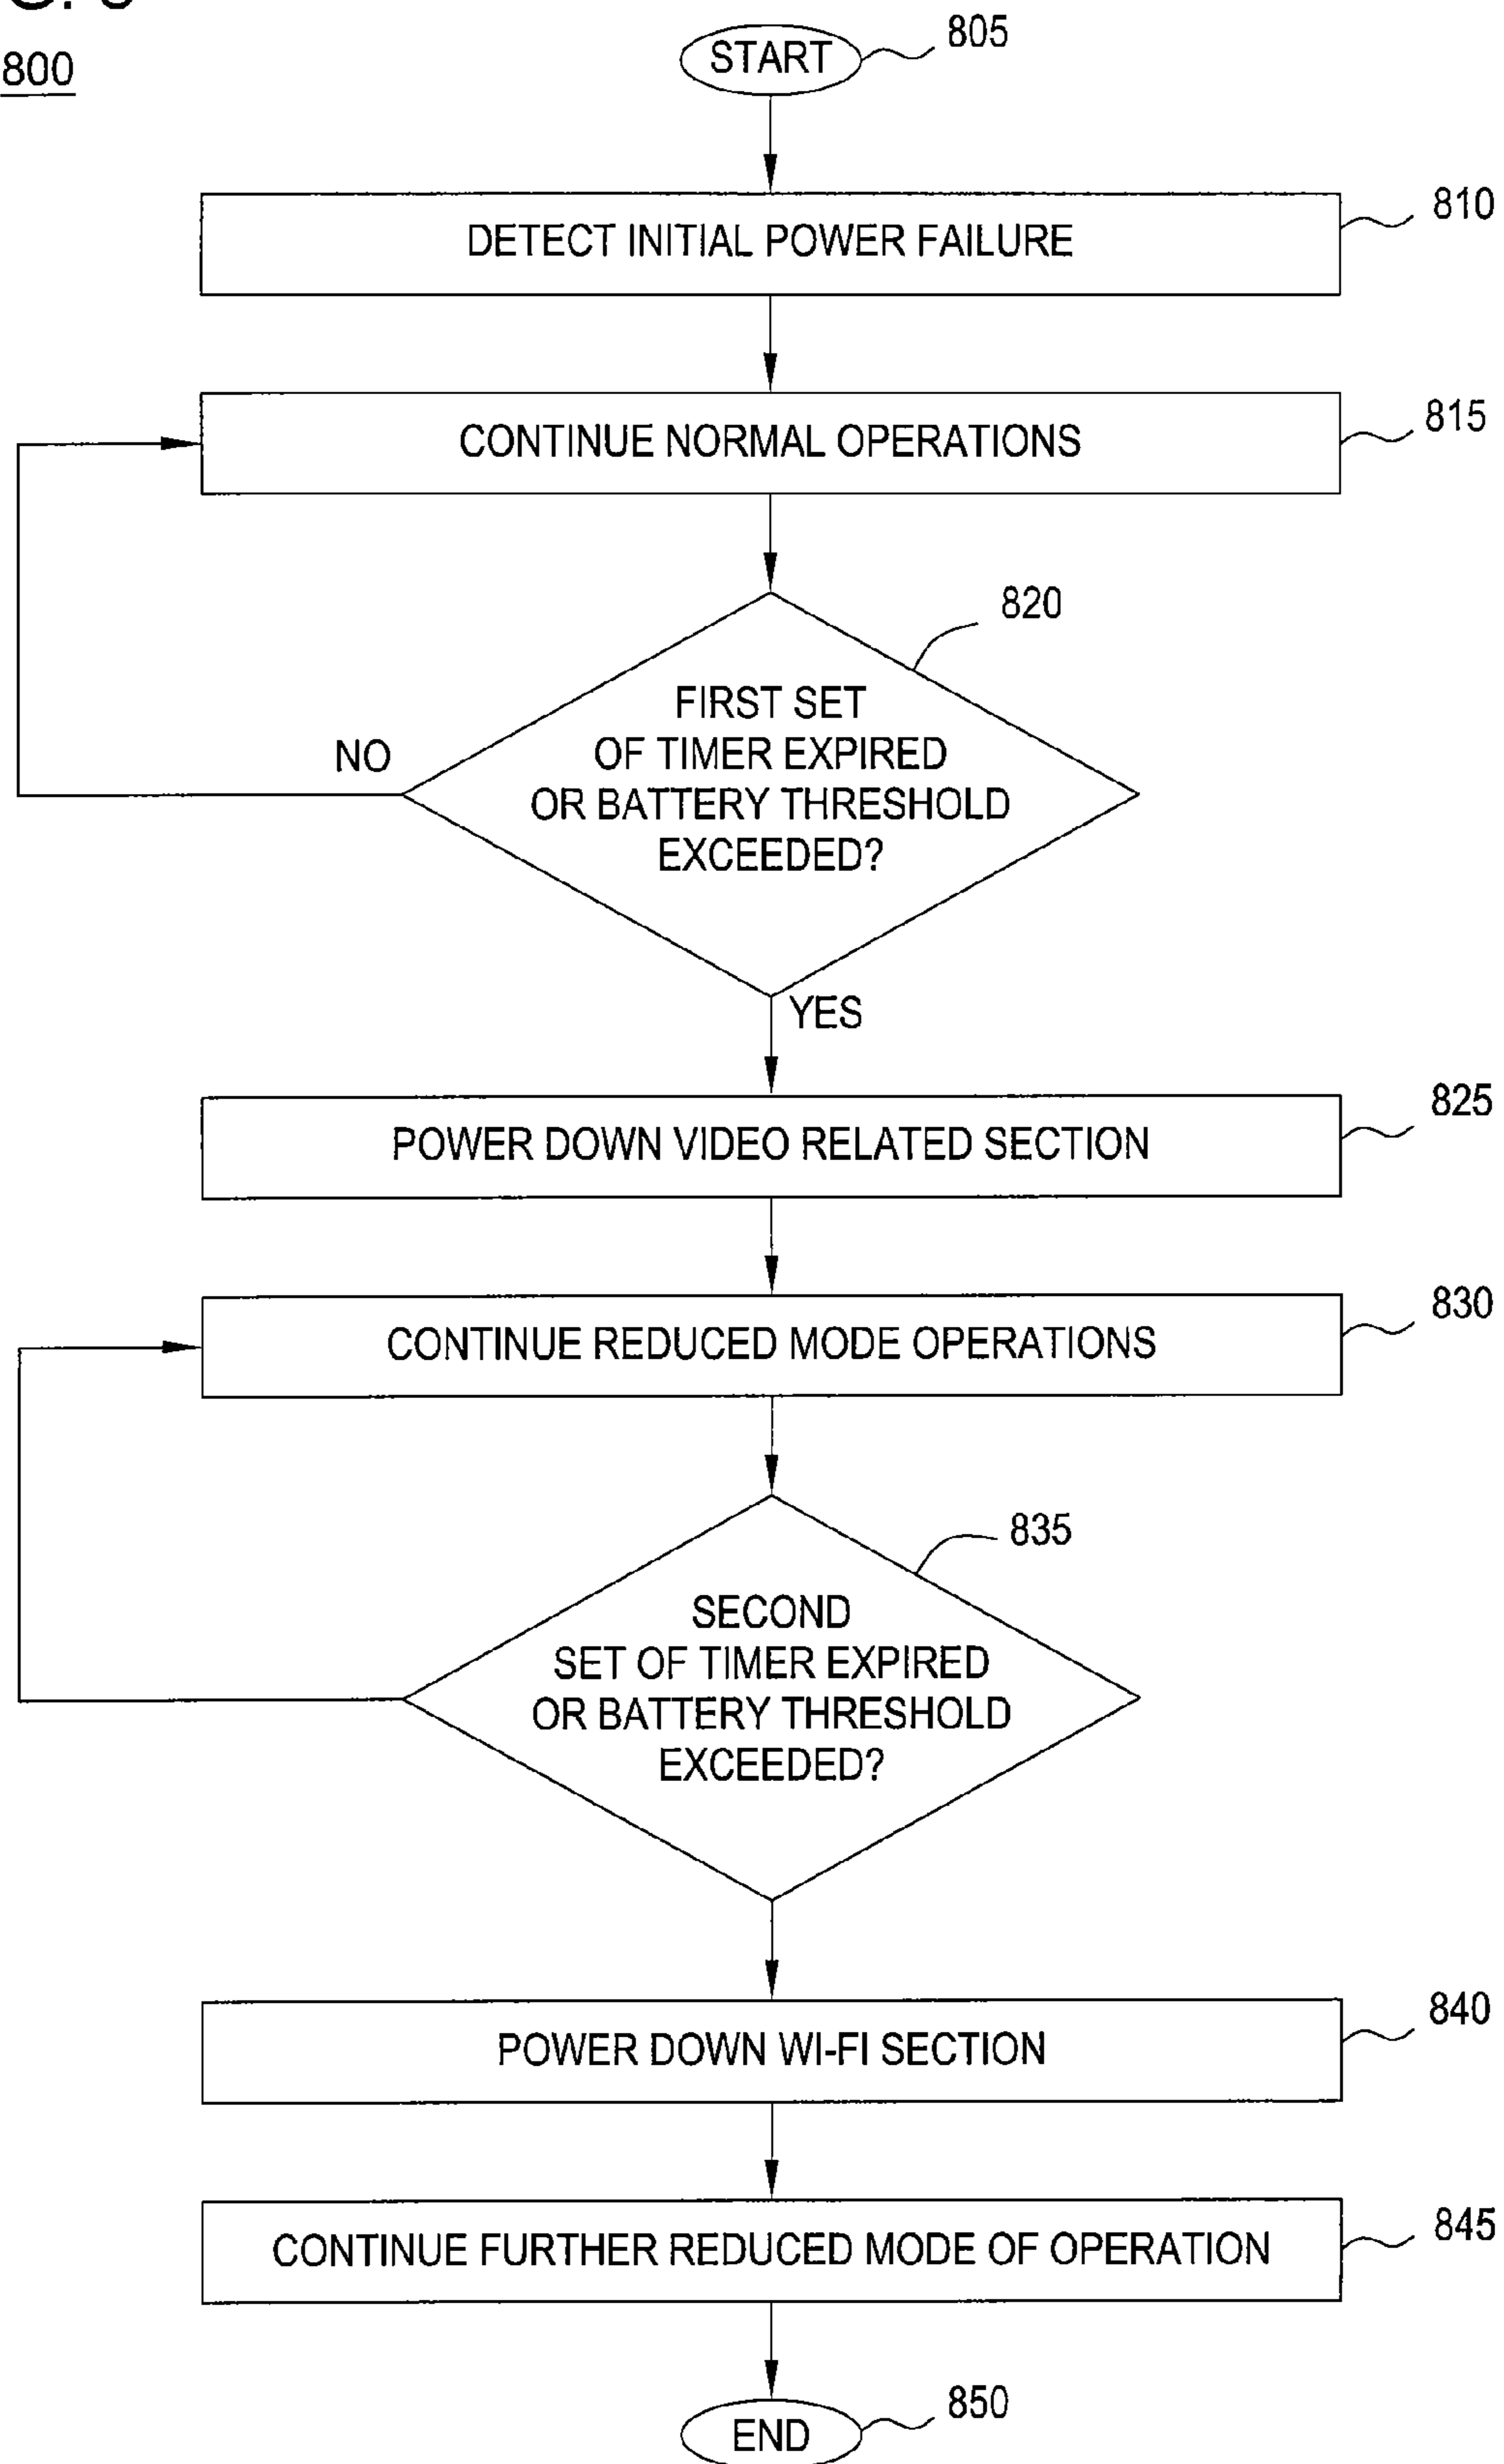 800
START
805
DETECT INITIAL POWER FAILURE
810
CONTINUE NORMAL OPERATIONS
815
820
FIRST SET
OF TIMER EXPIRED
OR BATTERY THRESHOLD
EXCEEDED?
NO
YES
POWER DOWN VIDEO RELATED SECTION
825
CONTINUE REDUCED MODE OPERATIONS
830
835
SECOND
SET OF TIMER EXPIRED
OR BATTERY THRESHOLD
EXCEEDED?
POWER DOWN WI-FI SECTION
840
CONTINUE FURTHER REDUCED MODE OF OPERATION
845
END
850